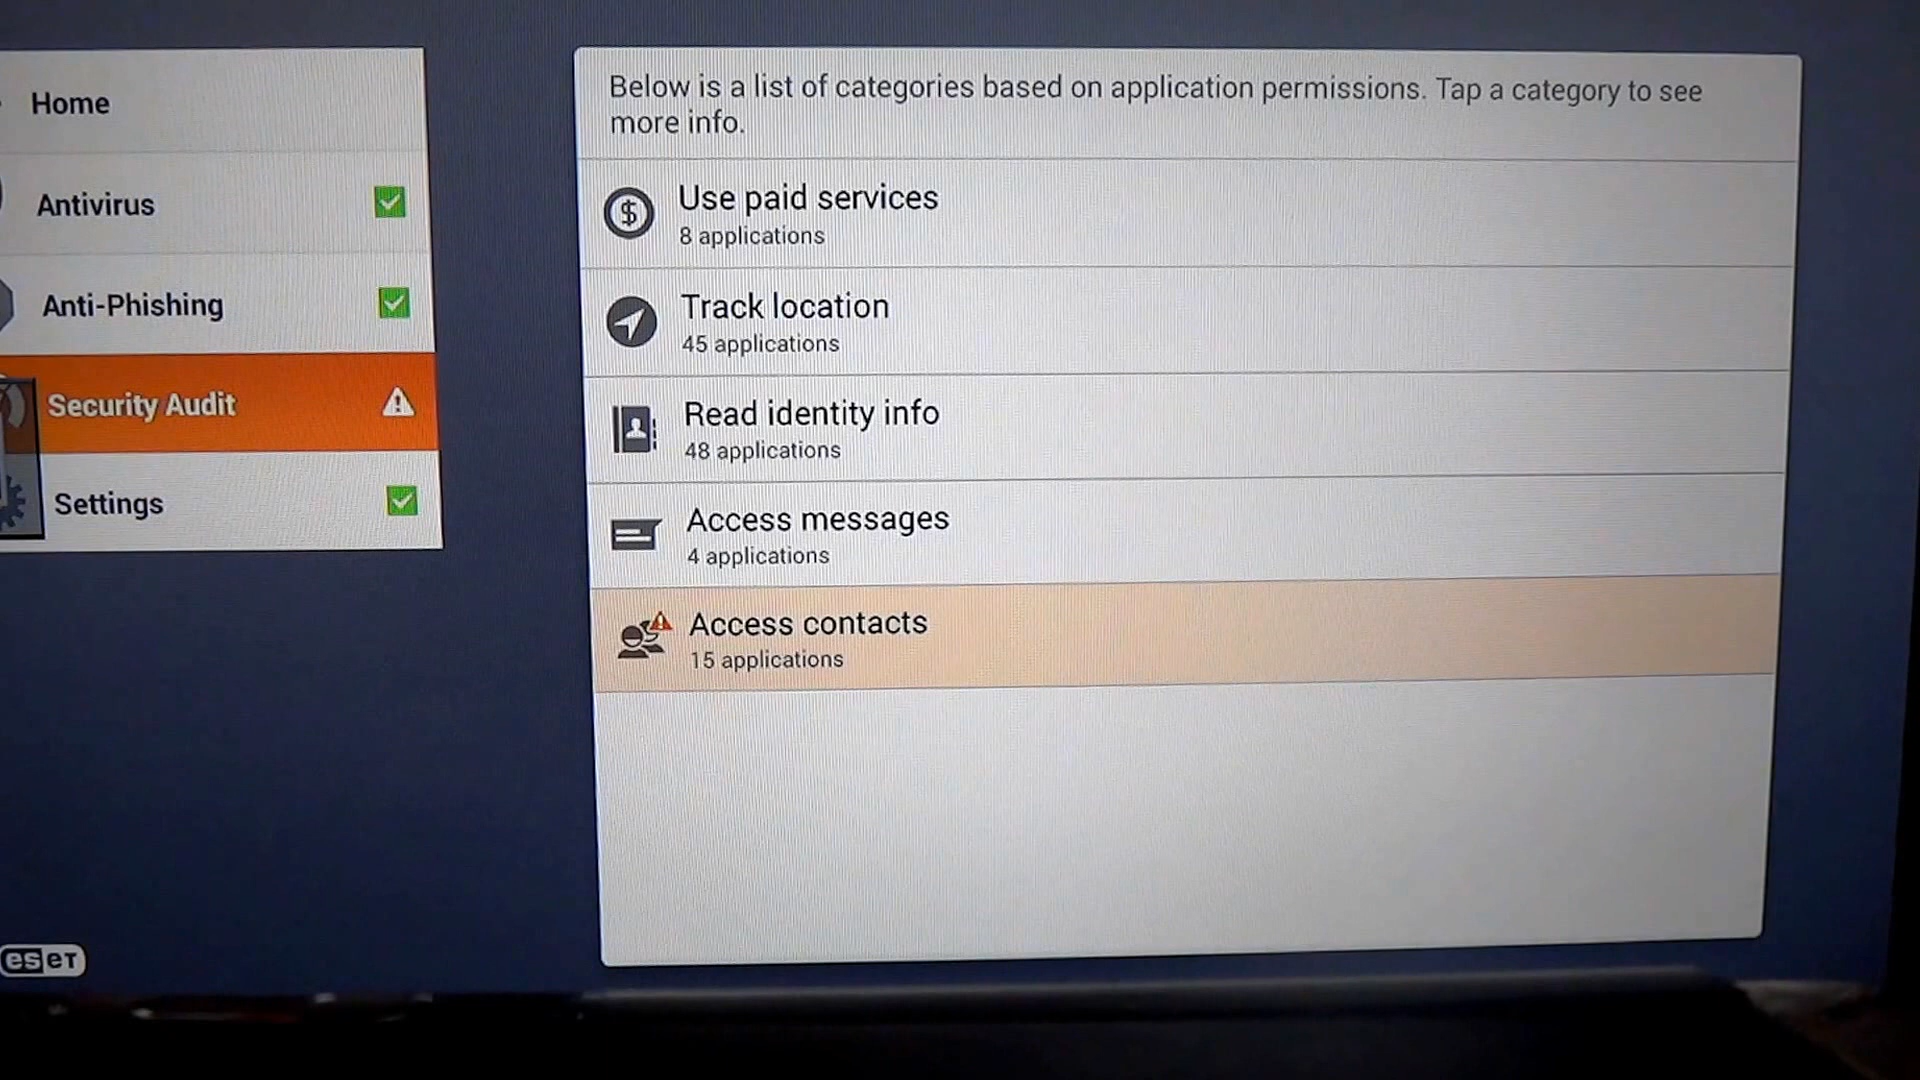 Home
Antivirus
Anti-Phishing
Security Audit
Settings
eset
Below is a list of categories based on application permissions. Tap a category to see
more info.
Use paid services
8 applications
Track location
45 applications
Read identity info
48 applications
Access messages
4 applications
Access contacts
15 applications